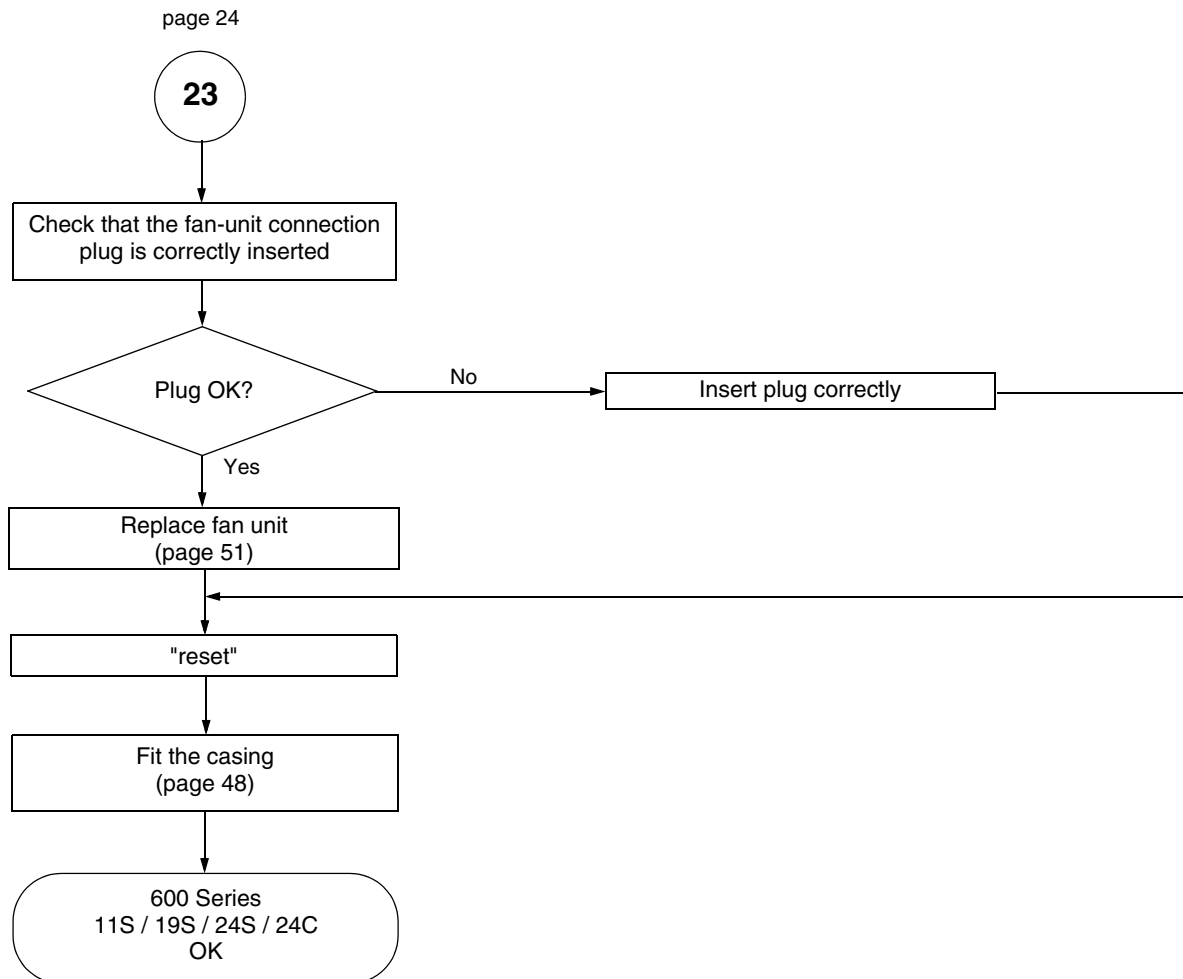 page 24
23
Check that the fan-unit connection
plug is correctly inserted
Plug OK?
No
Insert plug correctly
Yes
Replace fan unit
(page 51)
"reset"
Fit the casing
(page 48)
600 Series
11S / 19S / 24S / 24C
OK